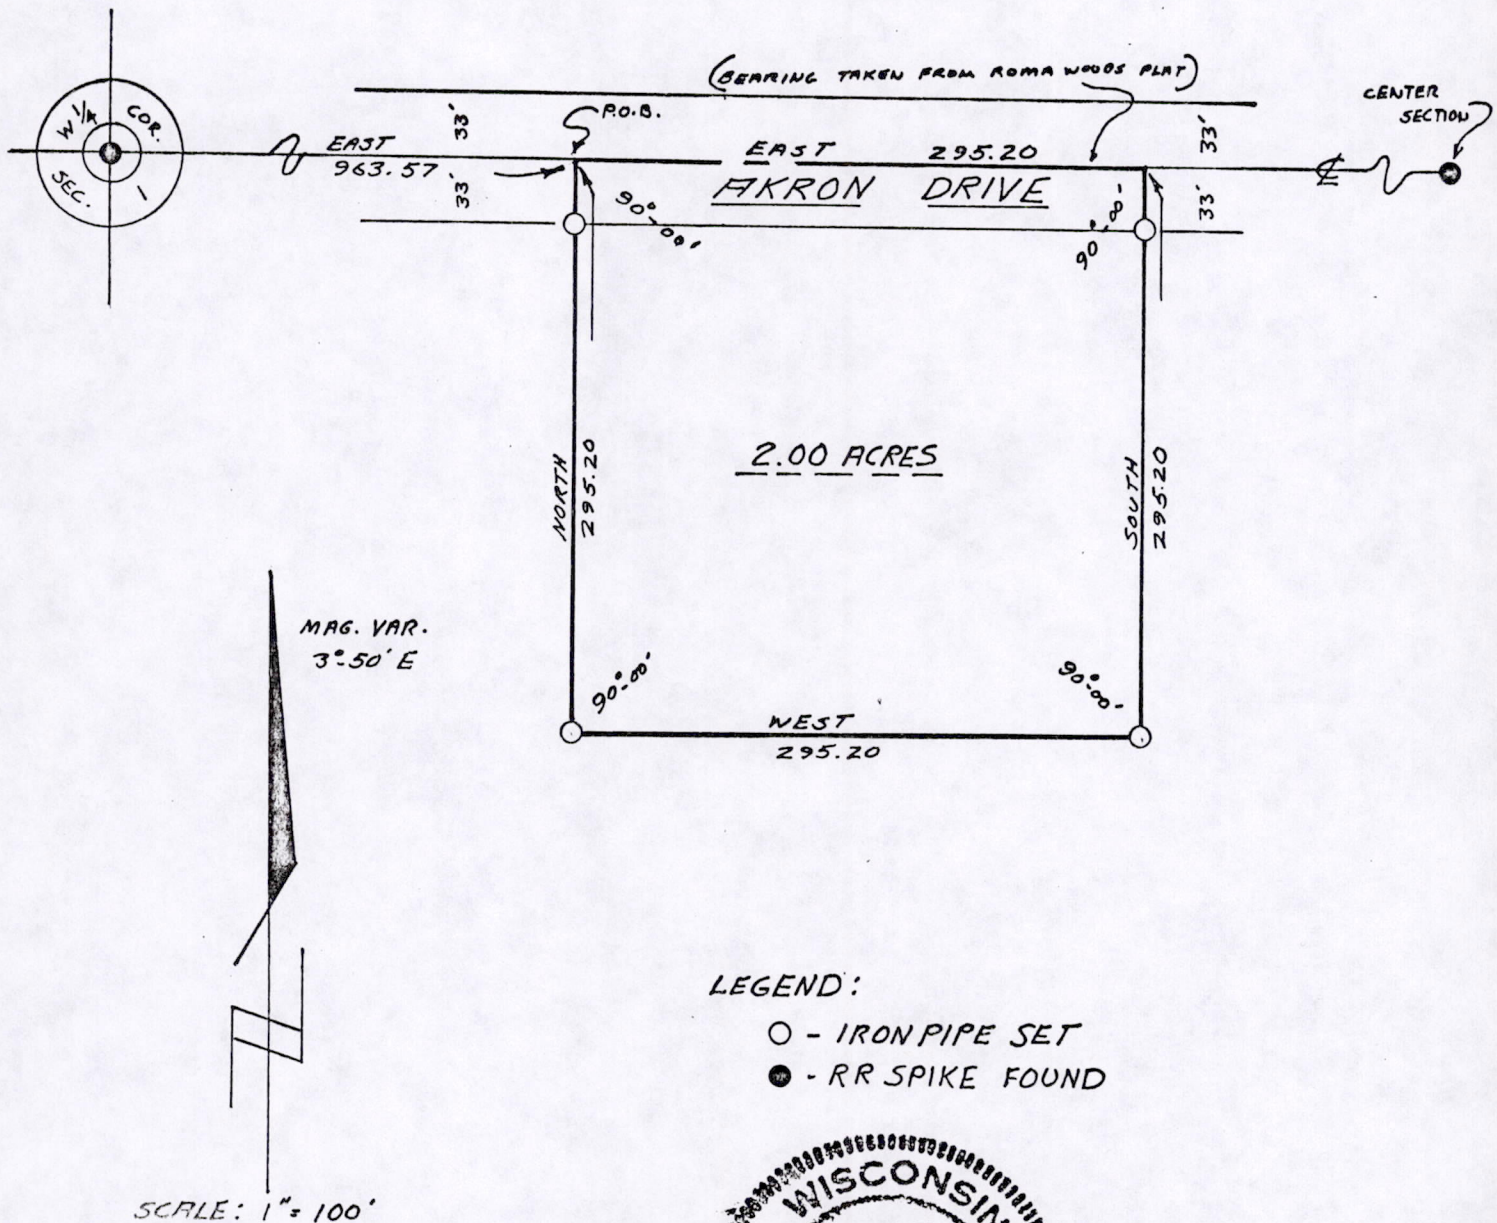 (BEARING TAKEN FROM ROMA WOODS PLAT)
CENTER
SECTION
W 1/4 COR.
SEC. 1
33'
P.O.B.
33'
EAST
963.57
EAST 295.20
℄
33'
AKRON DRIVE
33'
90°-00'
90°-00'
2.00 ACRES
NORTH
295.20
SOUTH
295.20
MAG. VAR.
3°-50' E
90°-00'
90°-00'
WEST
295.20
N
LEGEND:
○ - IRON PIPE SET
● - RR SPIKE FOUND
SCALE: 1" = 100'
WISCONSIN